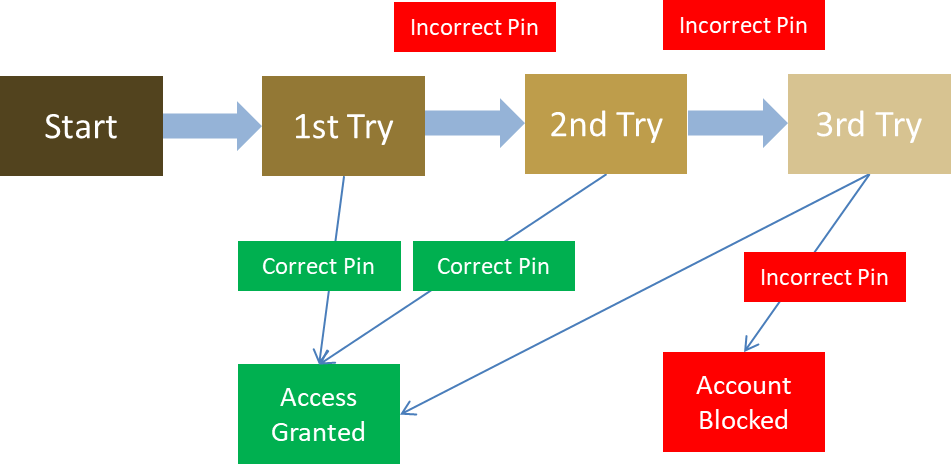 Incorrect Pin
Incorrect Pin
Start
1st Try
2nd Try
3rd Try
Correct Pin
Correct Pin
Incorrect Pin
Access
Granted
Account
Blocked